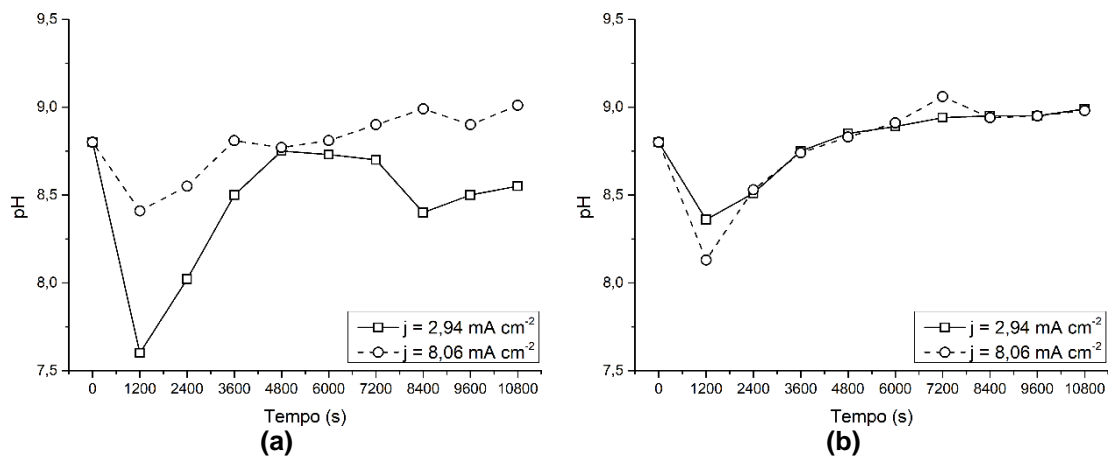 9,5
9,0
8,5
8,0
7,5
pH
0 1200 2400 3600 4800 6000 7200 8400 9600 10800
Tempo (s)
j = 2,94 mA cm-2
j = 8,06 mA cm-2
(a)
9,5
9,0
8,5
8,0
7,5
pH
0 1200 2400 3600 4800 6000 7200 8400 9600 10800
Tempo (s)
j = 2,94 mA cm-2
j = 8,06 mA cm-2
(b)